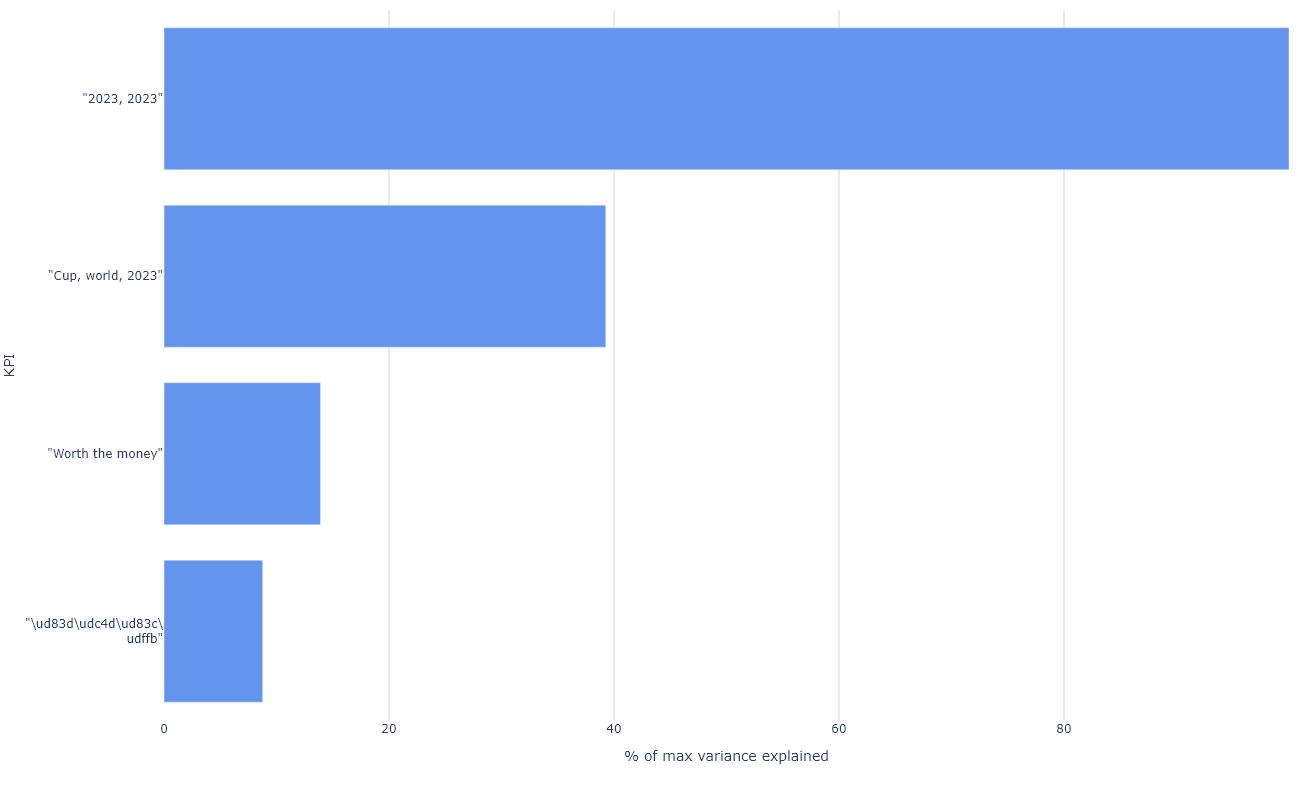 "2023, 2023"
"Cup, world, 2023"
KPI
"Worth the money"
"\ud83d\udc4d\ud83c\
udffb"
0 20 40 60 80
% of max variance explained